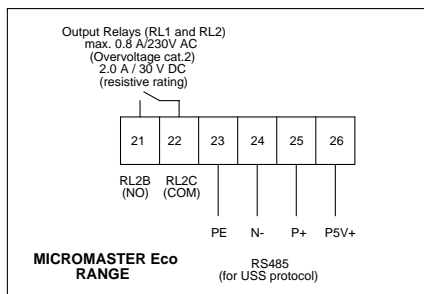 Output Relays (RL1 and RL2)
max. 0.8 A/230V AC
(Overvoltage cat.2)
2.0 A / 30 V DC
(resistive rating)
21 22 23 24 25 26
RL2B RL2C
(NO) (COM)
PE N- P+ P5V+
MICROMASTER Eco
RANGE
RS485
(for USS protocol)